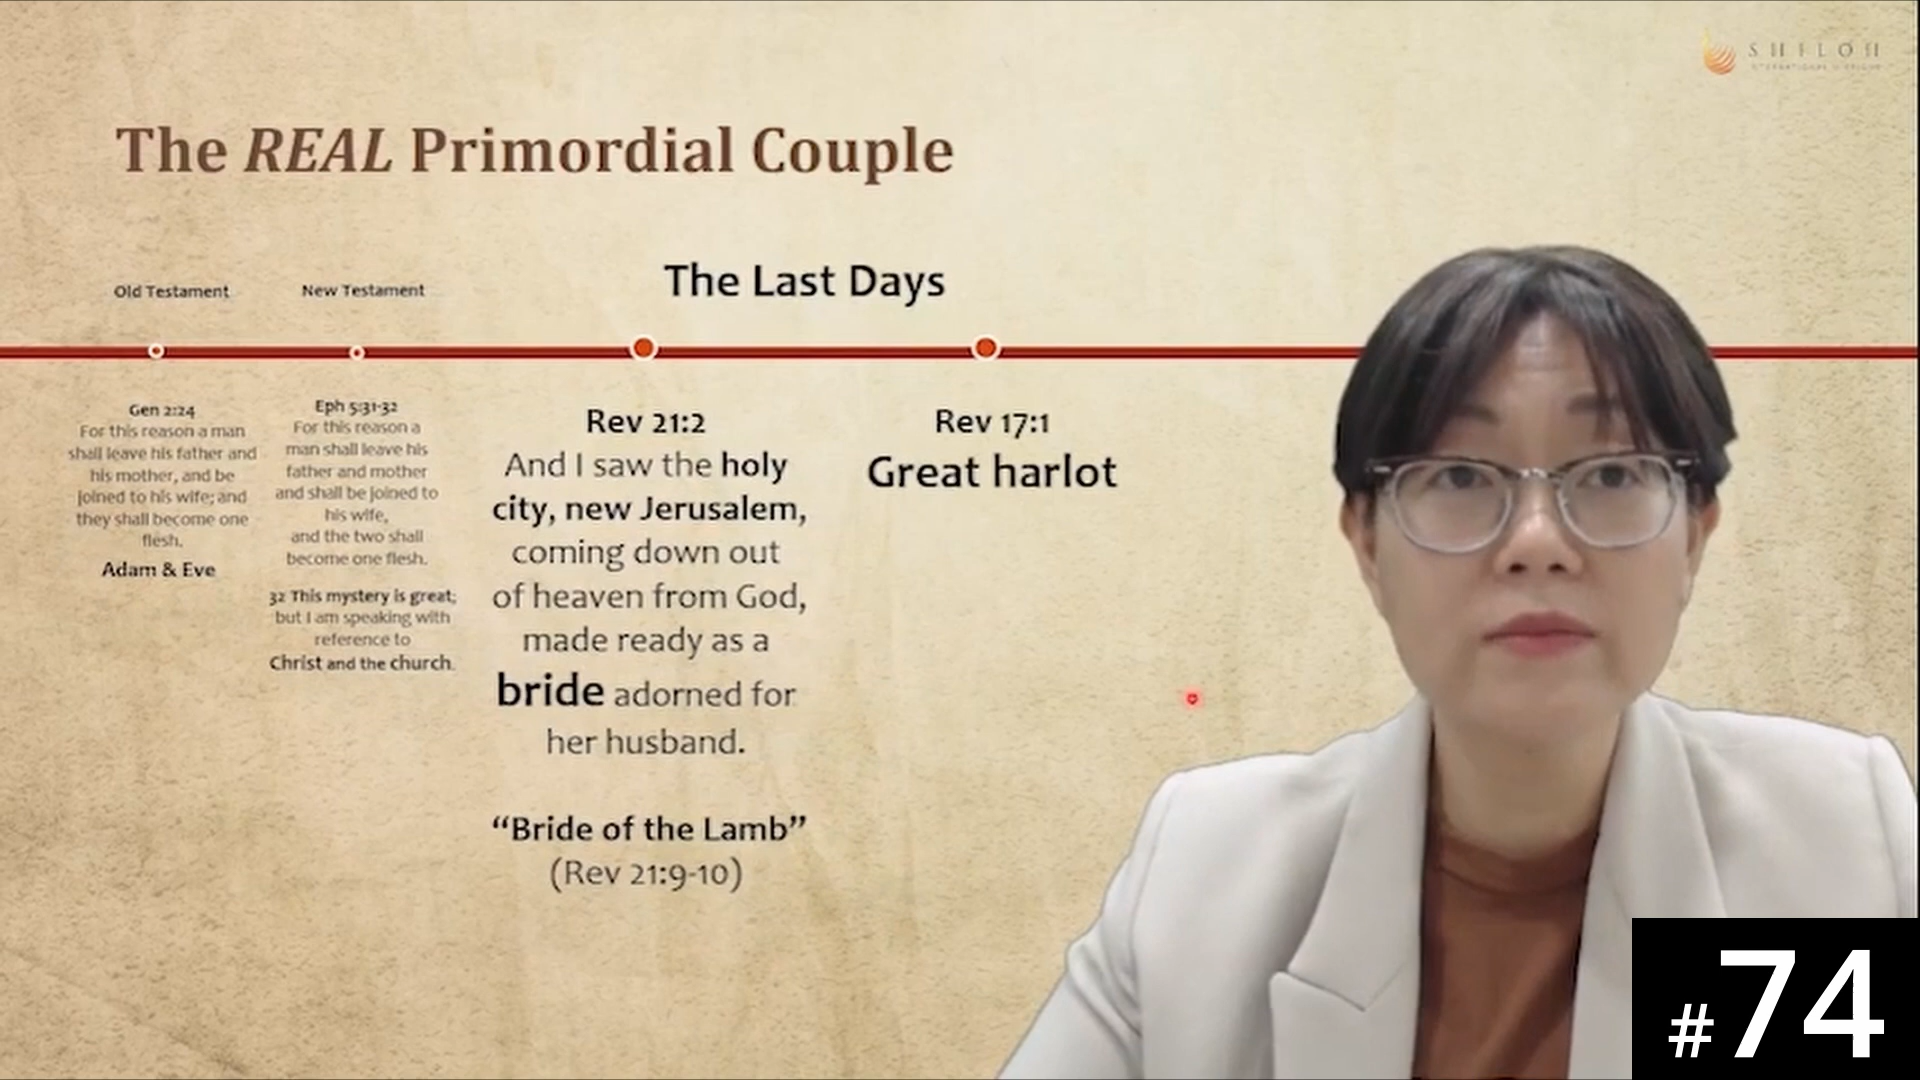 SHILOH
The REAL Primordial Couple
The Last Days
Old Testament
New Testament
Gen 2:24
For this reason a man
shall leave his father and
his mother, and be
joined to his wife; and
they shall become one
flesh.
Adam & Eve
Eph 5:31-32
For this reason a
man shall leave his
father and mother
and shall be joined to
his wife,
and the two shall
become one flesh.
32 This mystery is great;
but I am speaking with
reference to
Christ and the church.
Rev 21:2
And I saw the holy
city, new Jerusalem,
coming down out
of heaven from God,
made ready as a
bride adorned for
her husband.
“Bride of the Lamb”
(Rev 21:9-10)
Rev 17:1
Great harlot
#74